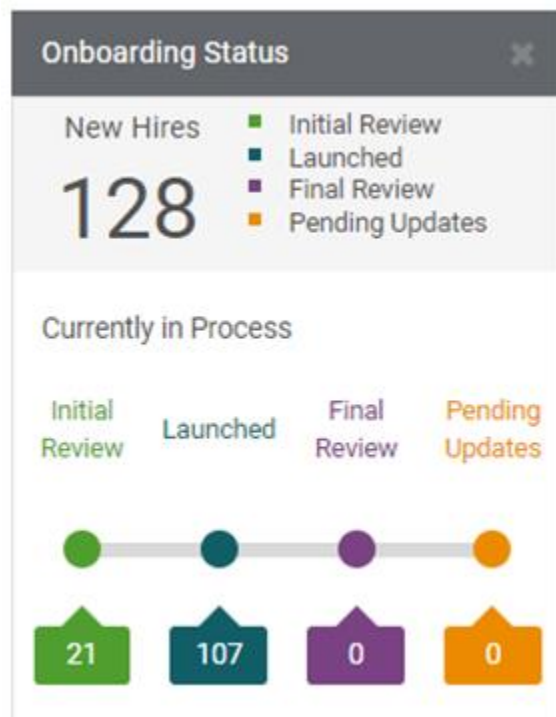 Onboarding Status
New Hires
128
Initial Review
Launched
Final Review
Pending Updates
Currently in Process
Initial
Review
Launched
Final
Review
Pending
Updates
21 107 0 0